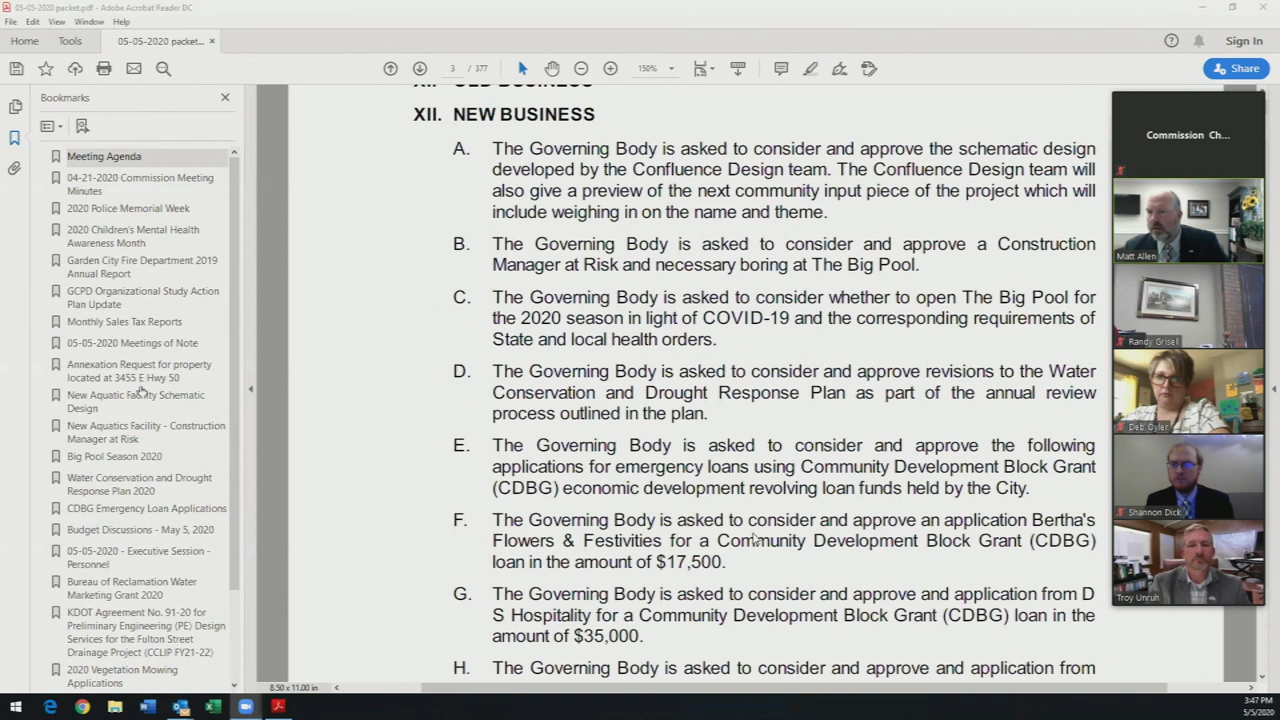 05-05-2020 packet.pdf - Adobe Acrobat Reader DC
File Edit View Window Help
Home Tools 05-05-2020 packet... × Sign In
3 / 377 150% Share
Bookmarks ×
Meeting Agenda
04-21-2020 Commission Meeting
Minutes
2020 Police Memorial Week
2020 Children's Mental Health
Awareness Month
Garden City Fire Department 2019
Annual Report
GCPD Organizational Study Action
Plan Update
Monthly Sales Tax Reports
05-05-2020 Meetings of Note
Annexation Request for property
located at 3455 E Hwy 50
New Aquatic Facility Schematic
Design
New Aquatics Facility - Construction
Manager at Risk
Big Pool Season 2020
Water Conservation and Drought
Response Plan 2020
CDBG Emergency Loan Applications
Budget Discussions - May 5, 2020
05-05-2020 - Executive Session -
Personnel
Bureau of Reclamation Water
Marketing Grant 2020
KDOT Agreement No. 91-20 for
Preliminary Engineering (PE) Design
Services for the Fulton Street
Drainage Project (CCLIP FY21-22)
2020 Vegetation Mowing
Applications
XII. NEW BUSINESS
A. The Governing Body is asked to consider and approve the schematic design
developed by the Confluence Design team. The Confluence Design team will
also give a preview of the next community input piece of the project which will
include weighing in on the name and theme.
B. The Governing Body is asked to consider and approve a Construction
Manager at Risk and necessary boring at The Big Pool.
C. The Governing Body is asked to consider whether to open The Big Pool for
the 2020 season in light of COVID-19 and the corresponding requirements of
State and local health orders.
D. The Governing Body is asked to consider and approve revisions to the Water
Conservation and Drought Response Plan as part of the annual review
process outlined in the plan.
E. The Governing Body is asked to consider and approve the following
applications for emergency loans using Community Development Block Grant
(CDBG) economic development revolving loan funds held by the City.
F. The Governing Body is asked to consider and approve an application Bertha's
Flowers & Festivities for a Community Development Block Grant (CDBG)
loan in the amount of $17,500.
G. The Governing Body is asked to consider and approve and application from D
S Hospitality for a Community Development Block Grant (CDBG) loan in the
amount of $35,000.
H. The Governing Body is asked to consider and approve and application from
8.50 x 11.00 in
Commission Ch...
Matt Allen
Randy Grisell
Deb Oyler
Shannon Dick
Troy Unruh
3:47 PM
5/5/2020